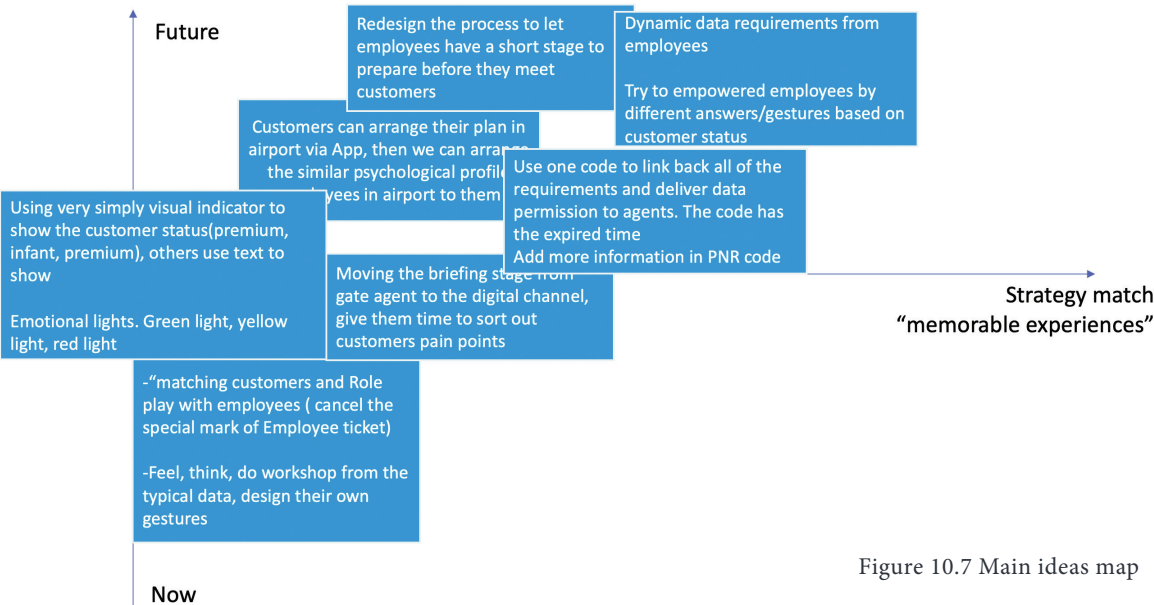 Future
Redesign the process to let
employees have a short stage to
prepare before they meet
customers
Dynamic data requirements from
employees
Try to empowered employees by
different answers/gestures based on
customer status
Customers can arrange their plan in
airport via App, then we can arrange
the similar psychological profile
yees in airport to them
Use one code to link back all of the
requirements and deliver data
permission to agents. The code has
the expired time
Add more information in PNR code
Using very simply visual indicator to
show the customer status(premium,
infant, premium), others use text to
show
Emotional lights. Green light, yellow
light, red light
Moving the briefing stage from
gate agent to the digital channel,
give them time to sort out
customers pain points
Strategy match
“memorable experiences”
-“matching customers and Role
play with employees ( cancel the
special mark of Employee ticket)
-Feel, think, do workshop from the
typical data, design their own
gestures
Figure 10.7 Main ideas map
Now